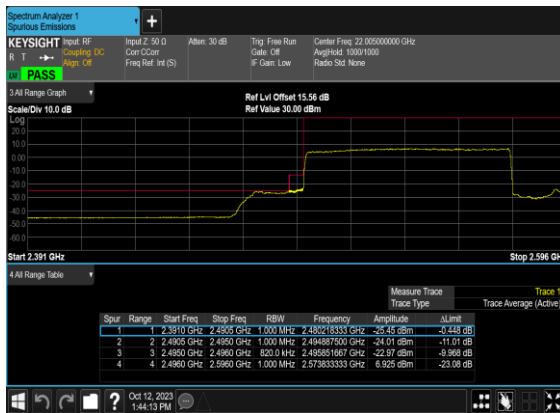 Spectrum Analyzer 1
Spurious Emissions
KEYSIGHT Input: RF Input Z: 50 Ω Atten: 30 dB Trig: Free Run Center Freq: 22.005000000 GHz
R T Coupling: DC Corr CCorr Gate: Off Avg|Hold: 1000/1000
Align: Off Freq Ref: Int (S) IF Gain: Low Radio Std: None
PASS
3 All Range Graph
Ref Lvl Offset 15.56 dB
Scale/Div 10.0 dB Ref Value 30.00 dBm
Log
20.0
10.0
0.00
-10.0
-20.0
-30.0
-40.0
-50.0
-60.0
Start 2.391 GHz Stop 2.596 GH
4 All Range Table
Measure Trace Trace 1
Trace Type Trace Average (Active)
Spur Range Start Freq Stop Freq RBW Frequency Amplitude ΔLimit
1 1 2.3910 GHz 2.4905 GHz 1.000 MHz 2.480218333 GHz -25.45 dBm -0.448 dB
2 2 2.4905 GHz 2.4950 GHz 1.000 MHz 2.494887500 GHz -24.01 dBm -11.01 dB
3 3 2.4950 GHz 2.4960 GHz 820.0 kHz 2.495851667 GHz -22.97 dBm -9.968 dB
4 4 2.4960 GHz 2.5960 GHz 1.000 MHz 2.573833333 GHz 6.925 dBm -23.08 dB
Oct 12, 2023
1:44:13 PM